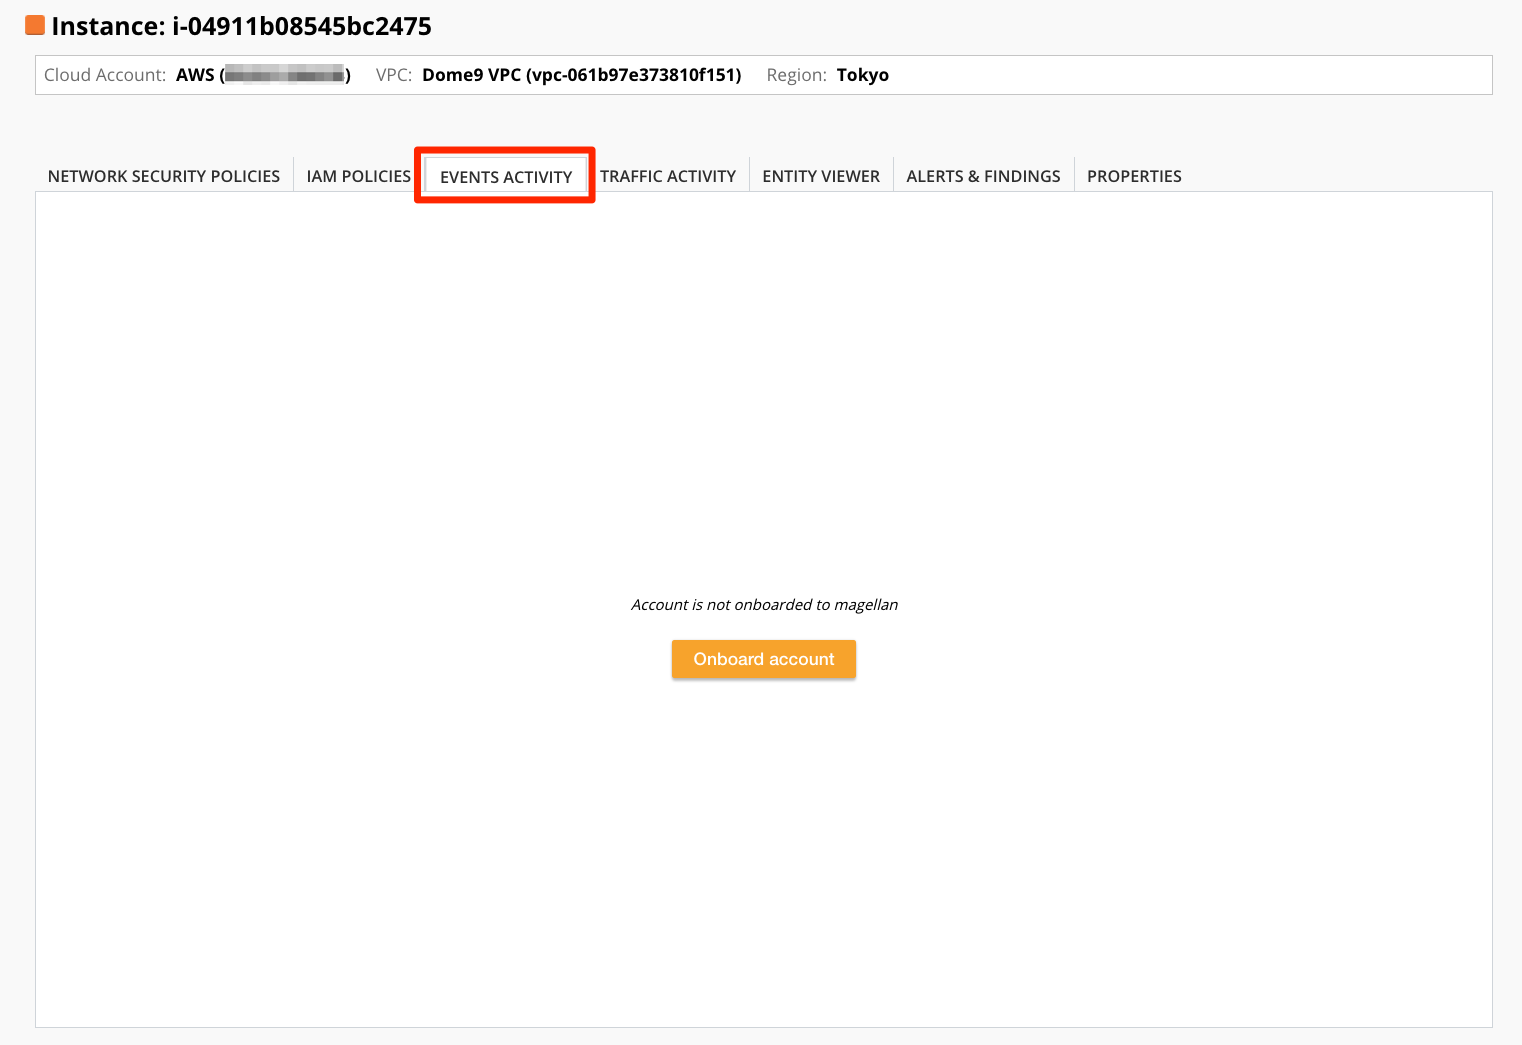 Instance: i-04911b08545bc2475
Cloud Account: AWS ( ) VPC: Dome9 VPC (vpc-061b97e373810f151) Region: Tokyo
NETWORK SECURITY POLICIES IAM POLICIES EVENTS ACTIVITY TRAFFIC ACTIVITY ENTITY VIEWER ALERTS & FINDINGS PROPERTIES
Account is not onboarded to magellan
Onboard account